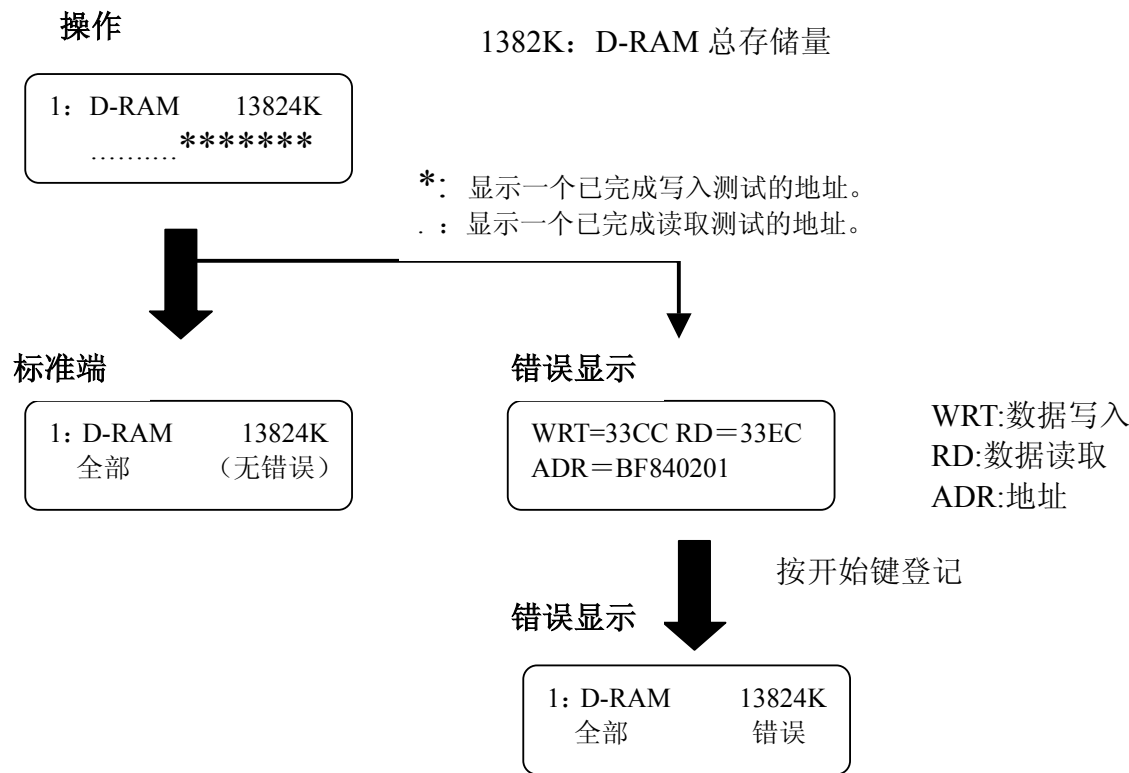 操作
1382K：D-RAM 总存储量
1：D-RAM 13824K
……….*******
*：显示一个已完成写入测试的地址。
.：显示一个已完成读取测试的地址。
标准端
错误显示
1: D-RAM 13824K
全部 （无错误）
WRT=33CC RD＝33EC
ADR＝BF840201
WRT:数据写入
RD:数据读取
ADR:地址
按开始键登记
错误显示
1: D-RAM 13824K
全部 错误